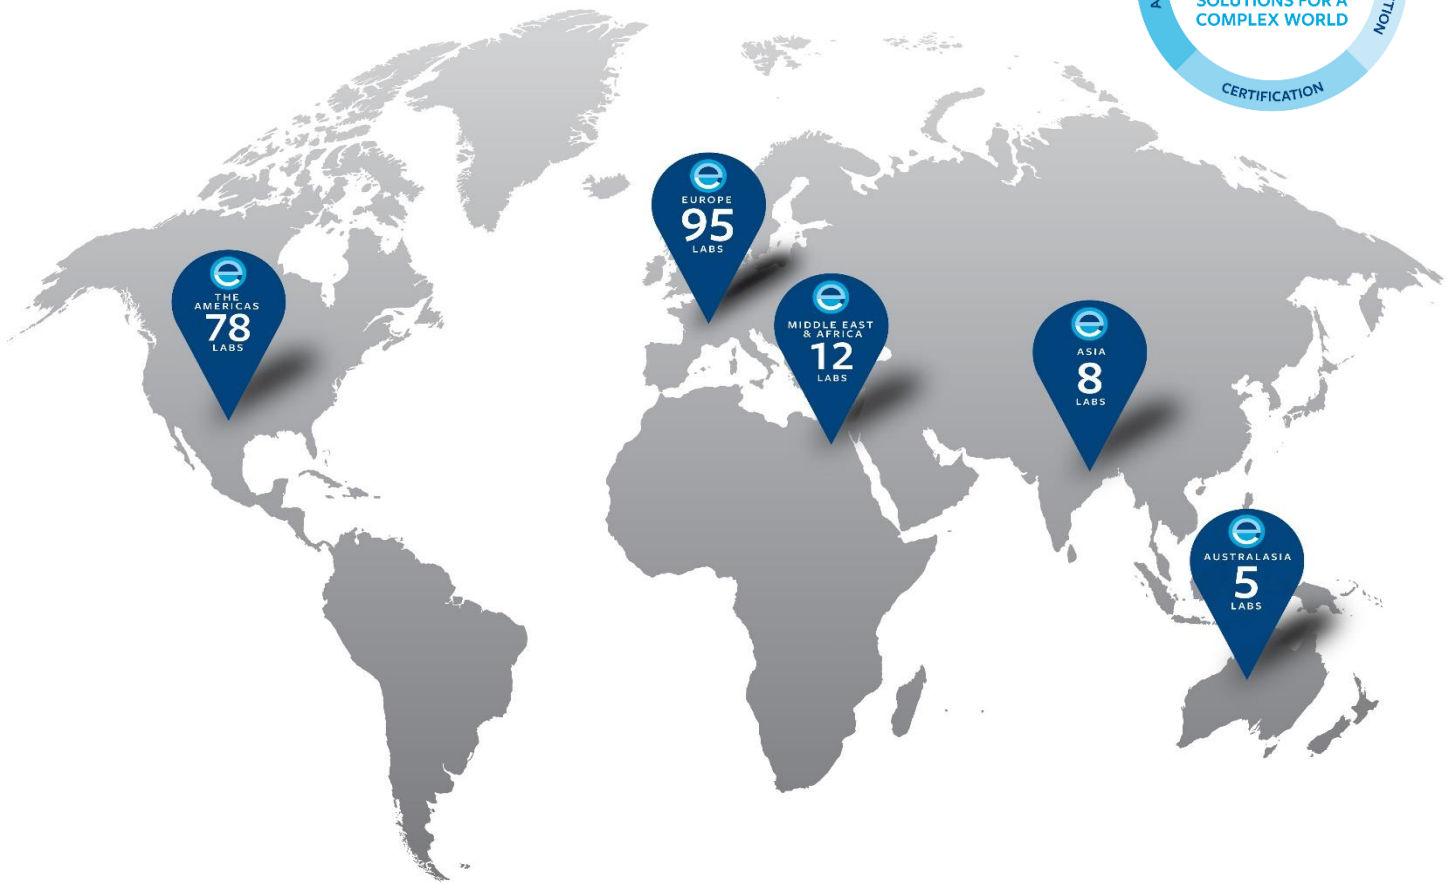 SOLUTIONS FOR A
COMPLEX WORLD
CERTIFICATION
EUROPE
95
LABS
THE
AMERICAS
78
LABS
MIDDLE EAST
& AFRICA
12
LABS
ASIA
8
LABS
AUSTRALASIA
5
LABS